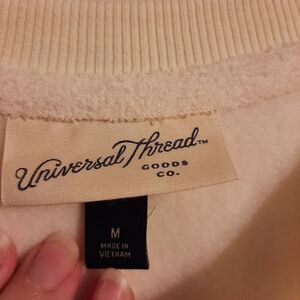 Universal Thread™
GOODS
CO.
M
MADE IN
VIETNAM